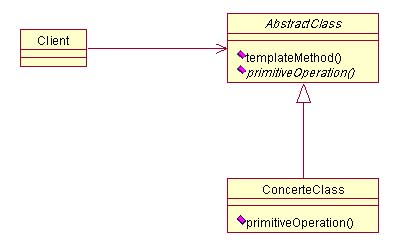 AbstractClass
Client
templateMethod()
primitiveOperation()
ConcerteClass
primitiveOperation()